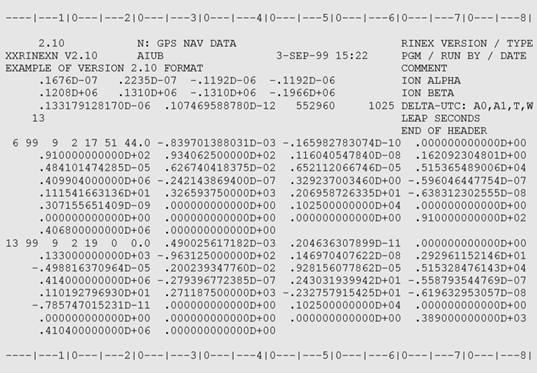 ----|---1|0---|---2|0---|---3|0---|---4|0---|---5|0---|---6|0---|---7|0---|---8|
     2.10           N: GPS NAV DATA                         RINEX VERSION / TYPE
XXRINEXN V2.10      AIUB                3-SEP-99 15:22      PGM / RUN BY / DATE
EXAMPLE OF VERSION 2.10 FORMAT                              COMMENT
     .1676D-07   .2235D-07  -.1192D-06  -.1192D-06          ION ALPHA
     .1208D+06   .1310D+06  -.1310D+06  -.1966D+06          ION BETA
     .133179128170D-06  .107469588780D-12   552960     1025 DELTA-UTC: A0,A1,T,W
    13                                                      LEAP SECONDS
                                                            END OF HEADER
 6 99  9  2 17 51 44.0 -.839701388031D-03 -.165982783074D-10  .000000000000D+00
     .910000000000D+02  .934062500000D+02  .116040547840D-08  .162092304801D+00
     .484101474285D-05  .626740418375D-02  .652112066746D-05  .515365489006D+04
     .409904000000D+06 -.242143869400D-07  .329237003460D+00 -.596046447754D-07
     .111541663136D+01  .326593750000D+03  .206958726335D+01 -.638312302555D-08
     .307155651409D-09  .000000000000D+00  .102500000000D+04  .000000000000D+00
     .000000000000D+00  .000000000000D+00  .000000000000D+00  .910000000000D+02
     .406800000000D+06  .000000000000D+00
13 99  9  2 19  0  0.0  .490025617182D-03  .204636307899D-11  .000000000000D+00
     .133000000000D+03 -.963125000000D+02  .146970407622D-08  .292961152146D+01
    -.498816370964D-05  .200239347760D-02  .928156077862D-05  .515328476143D+04
     .414000000000D+06 -.279396772385D-07  .243031939942D+01 -.558793544769D-07
     .110192796930D+01  .271187500000D+03 -.232757915425D+01 -.619632953057D-08
    -.785747015231D-11  .000000000000D+00  .102500000000D+04  .000000000000D+00
     .000000000000D+00  .000000000000D+00  .000000000000D+00  .389000000000D+03
     .410400000000D+06  .000000000000D+00
----|---1|0---|---2|0---|---3|0---|---4|0---|---5|0---|---6|0---|---7|0---|---8|